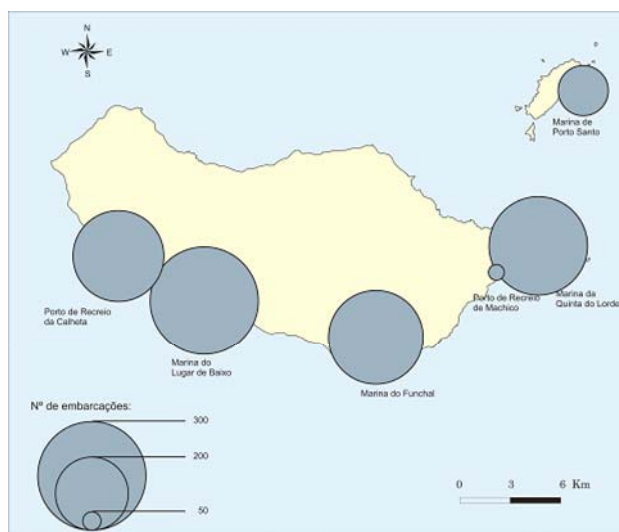 N
W E
S
Marina de
Porto Santo
Porto de Recreio
da Calheta
Marina do
Lugar de Baixo
Marina do Funchal
Porto de Recreio
de Machico
Marina da
Quinta do Lorde
Nº de embarcações:
300
200
50
0 3 6 Km